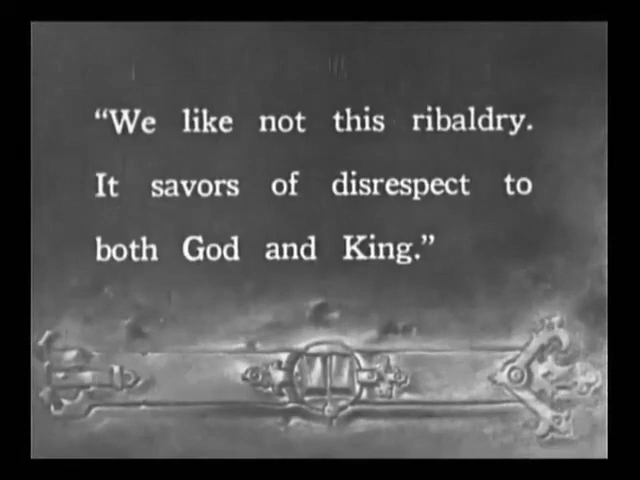 “We like not this ribaldry.
It savors of disrespect to
both God and King.”